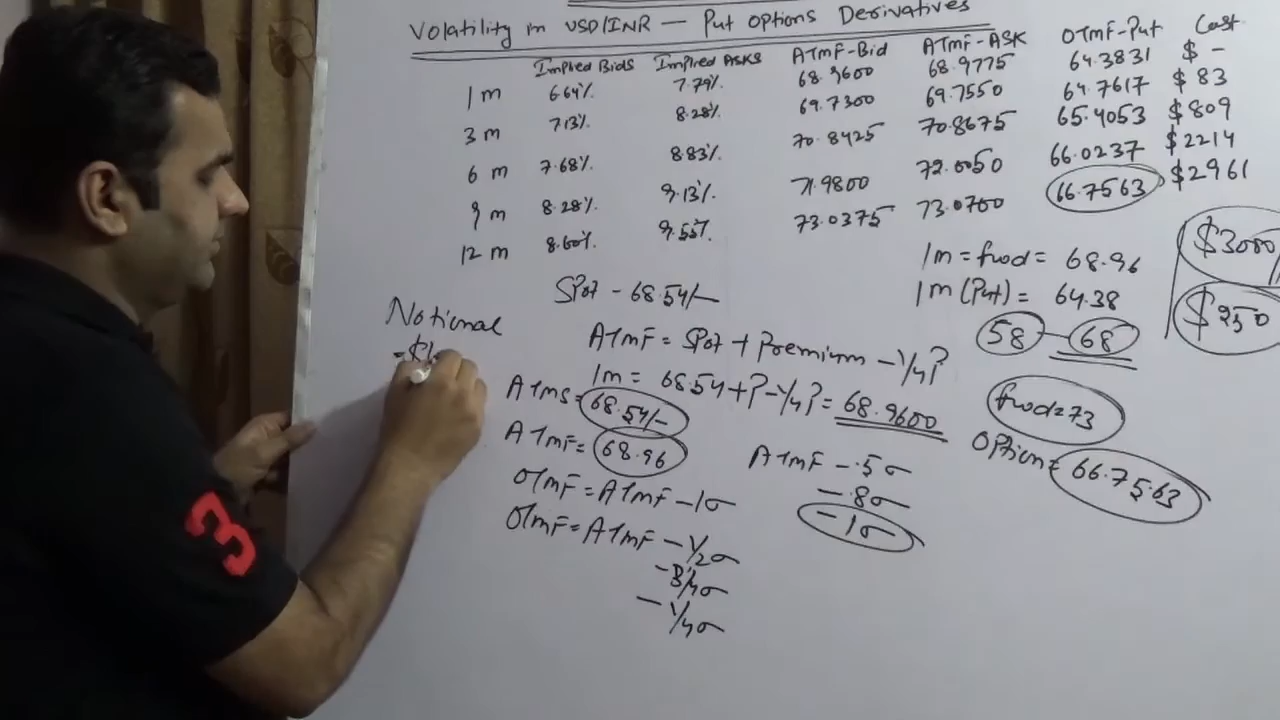 Volatility in USD/INR — Put Options Derivatives
Implied Bids Implied ASKS ATMF-Bid ATMF-ASK OTMF-Put Cost
1m 6.64% 7.79% 68.9600 68.9775 64.3831 $ -
3m 7.13% 8.28% 69.7300 69.7550 64.7617 $ 83
6m 7.68% 8.83% 70.8425 70.8675 65.4053 $ 809
9m 8.28% 9.13% 71.9800 72.0050 66.0237 $2214
12m 8.60% 9.55% 73.0375 73.0700 66.7563 $2961
Spot - 68.54/-
1m = fwod = 68.96
1m (Put) = 64.38
58 - 68
$3000
$250
Notional
-$1
ATMF = Spot + Premium - 1/4P
1m = 68.54 + P - 1/4P = 68.9600
ATMS = 68.54/-
ATMF = 68.96
OTMF = ATMF - 1σ
OTMF = ATMF - 1/2σ
- 3/4σ
- 1/4σ
ATMF - .5σ
- .8σ
- 1σ
fwod = 73
Option = 66.7563
3